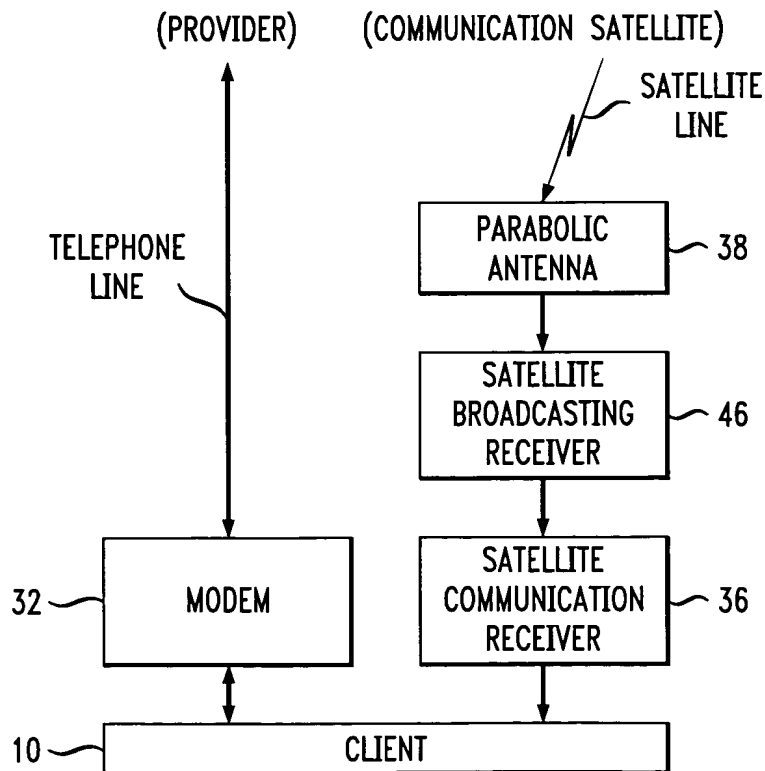 (PROVIDER)
(COMMUNICATION SATELLITE)
SATELLITE
LINE
PARABOLIC
ANTENNA
38
TELEPHONE
LINE
SATELLITE
BROADCASTING
RECEIVER
46
32
MODEM
SATELLITE
COMMUNICATION
RECEIVER
36
10
CLIENT